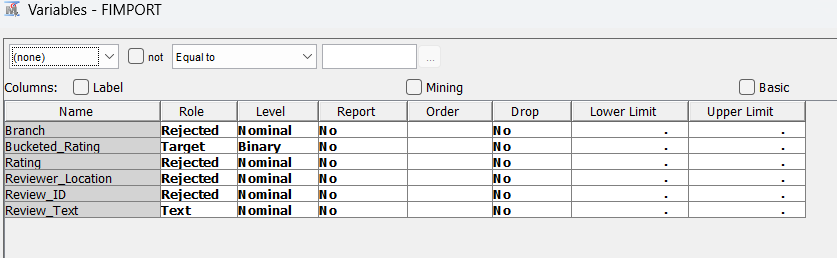 Variables - FIMPORT
(none) not Equal to ...
Columns: Label Mining Basic
Name Role Level Report Order Drop Lower Limit Upper Limit
Branch Rejected Nominal No No . .
Bucketed_Rating Target Binary No No . .
Rating Rejected Nominal No No . .
Reviewer_Location Rejected Nominal No No . .
Review_ID Rejected Nominal No No . .
Review_Text Text Nominal No No . .